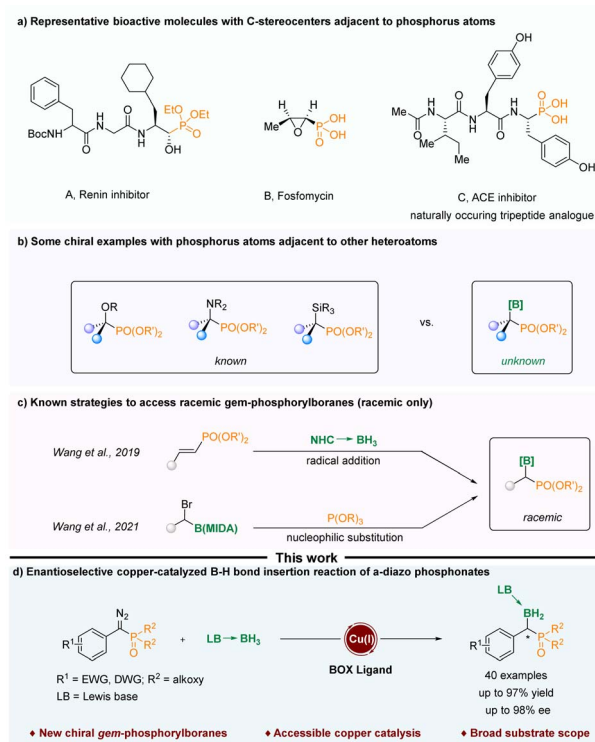 a) Representative bioactive molecules with C-stereocenters adjacent to phosphorus atoms
BocHN
O
H
N
O
N
H
OH
EtO
OEt
P
O
A, Renin inhibitor
H
H
Me
O
P
O
OH
OH
B, Fosfomycin
OH
Me
O
H
N
O
N
H
O
H
N
O
P
OH
OH
Me
Et
OH
C, ACE inhibitor
naturally occuring tripeptide analogue
b) Some chiral examples with phosphorus atoms adjacent to other heteroatoms
OR
PO(OR')2
NR2
PO(OR')2
SiR3
PO(OR')2
known
vs.
[B]
PO(OR')2
unknown
c) Known strategies to access racemic gem-phosphorylboranes (racemic only)
Wang et al., 2019
PO(OR')2
NHC→BH3
radical addition
Wang et al., 2021
Br
B(MIDA)
P(OR)3
nucleophilic substitution
[B]
PO(OR')2
racemic
This work
d) Enantioselective copper-catalyzed B-H bond insertion reaction of a-diazo phosphonates
R1
N2
P
R2
R2
O
+
LB→BH3
Cu(I)
BOX Ligand
LB
BH2
R1
*
P
R2
R2
O
R1 = EWG, DWG; R2 = alkoxy
LB = Lewis base
40 examples
up to 97% yield
up to 98% ee
♦ New chiral gem-phosphorylboranes ♦ Accessible copper catalysis ♦ Broad substrate scope